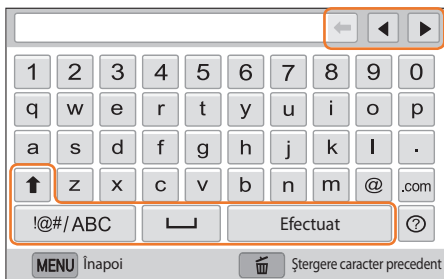 1 2 3 4 5 6 7 8 9 0
q w e r t y u i o p
a s d f g h j k l .
z x c v b n m @ .com
!@#/ABC Efectuat ?
MENU Înapoi Ștergere caracter precedent